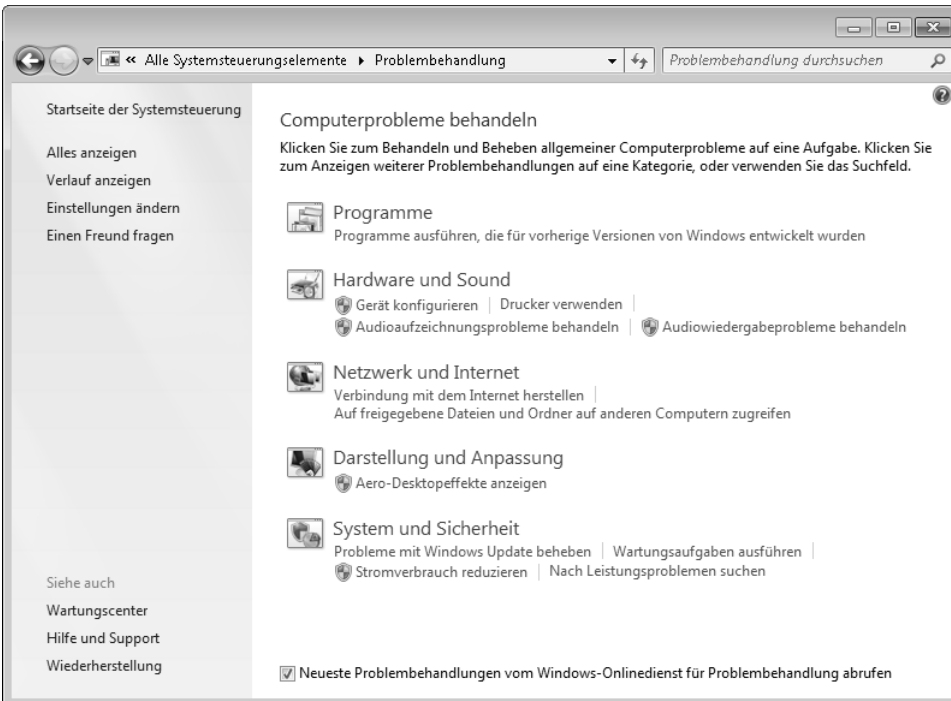 « Alle Systemsteuerungselemente ▸ Problembehandlung
Problembehandlung durchsuchen
Startseite der Systemsteuerung
Alles anzeigen
Verlauf anzeigen
Einstellungen ändern
Einen Freund fragen
Siehe auch
Wartungscenter
Hilfe und Support
Wiederherstellung
Computerprobleme behandeln
Klicken Sie zum Behandeln und Beheben allgemeiner Computerprobleme auf eine Aufgabe. Klicken Sie
zum Anzeigen weiterer Problembehandlungen auf eine Kategorie, oder verwenden Sie das Suchfeld.
Programme
Programme ausführen, die für vorherige Versionen von Windows entwickelt wurden
Hardware und Sound
Gerät konfigurieren | Drucker verwenden |
Audioaufzeichnungsprobleme behandeln | Audiowiedergabeprobleme behandeln
Netzwerk und Internet
Verbindung mit dem Internet herstellen |
Auf freigegebene Dateien und Ordner auf anderen Computern zugreifen
Darstellung und Anpassung
Aero-Desktopeffekte anzeigen
System und Sicherheit
Probleme mit Windows Update beheben | Wartungsaufgaben ausführen |
Stromverbrauch reduzieren | Nach Leistungsproblemen suchen
Neueste Problembehandlungen vom Windows-Onlinedienst für Problembehandlung abrufen